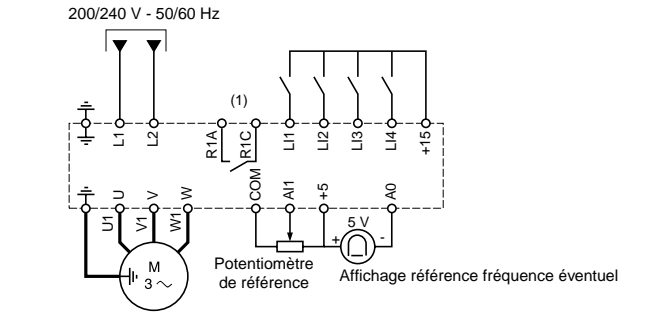 200/240 V - 50/60 Hz
(1)
L1
L2
R1A
R1C
LI1
LI2
LI3
LI4
+15
U
V
W
COM
AI1
+5
A0
U1
V1
W1
5 V
+
-
M
3 ~
Potentiomètre
de référence
Affichage référence fréquence éventuel